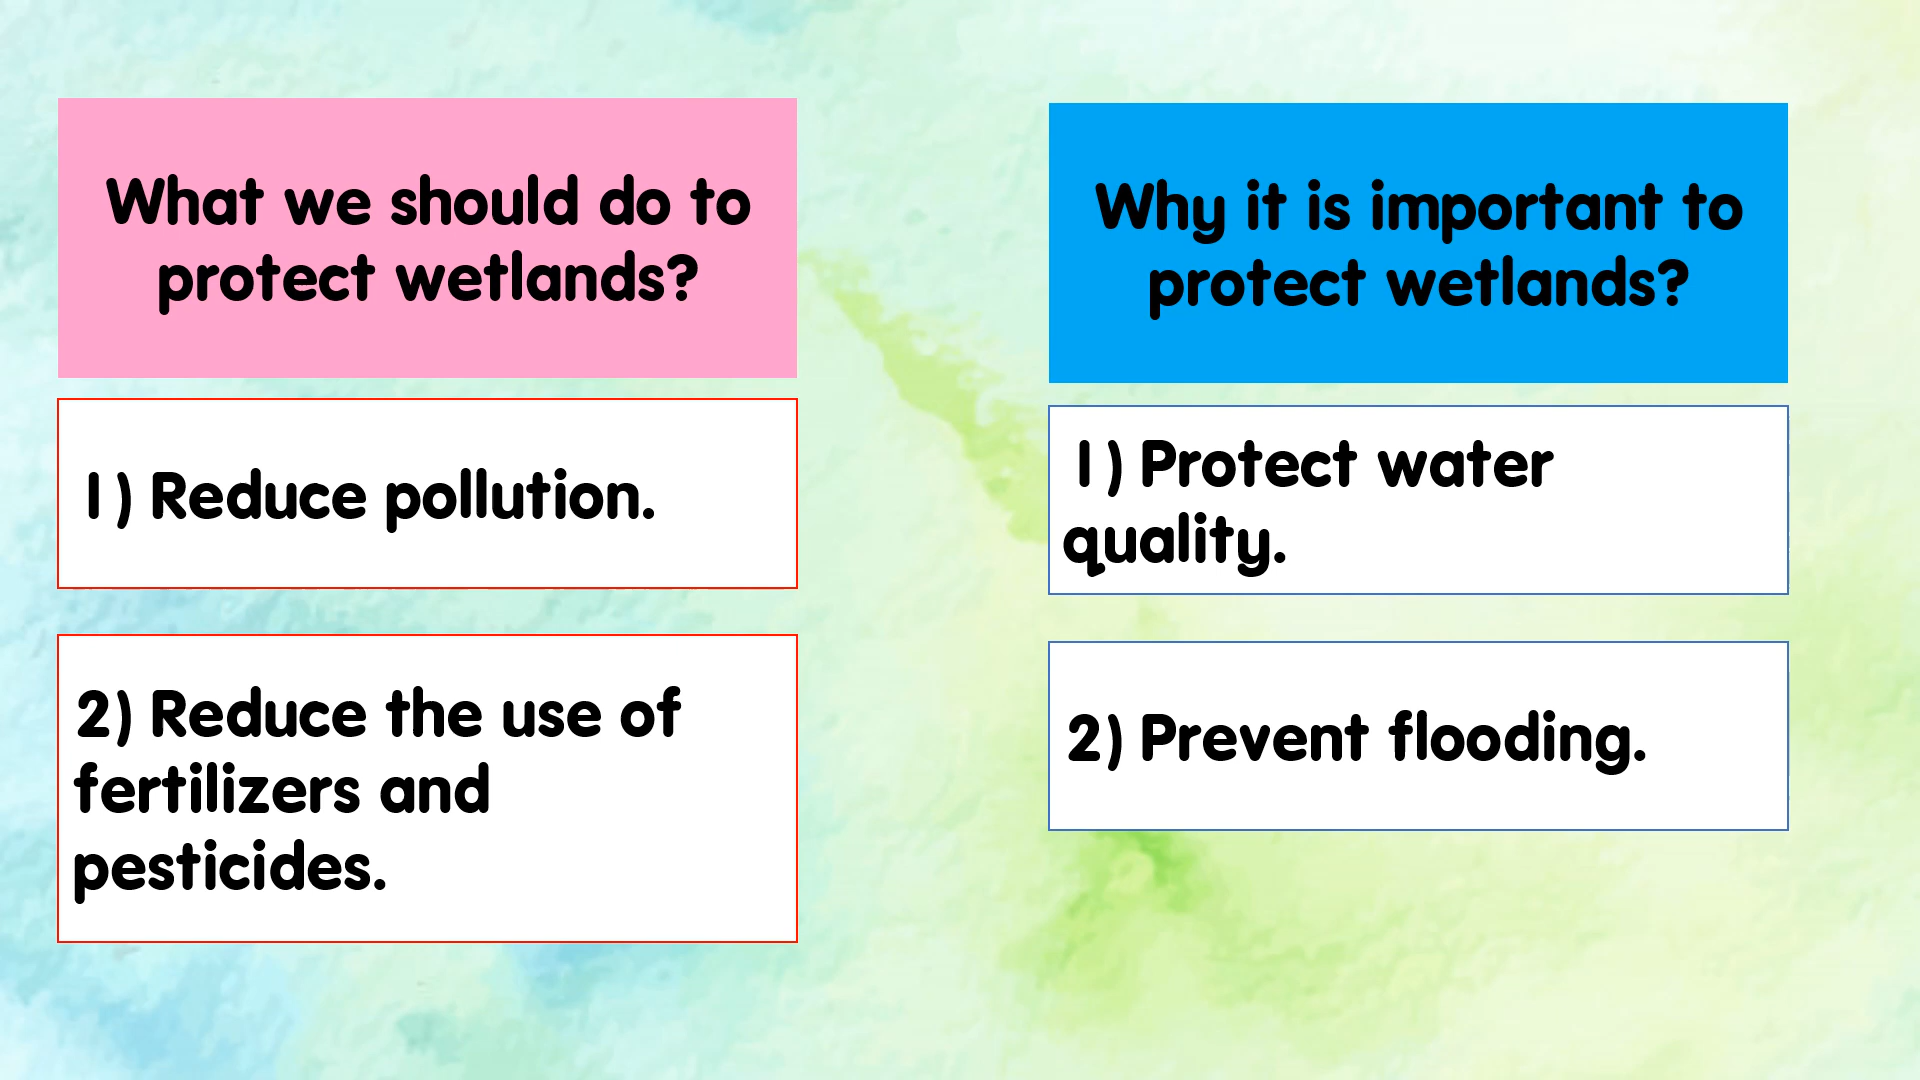 What we should do to
protect wetlands?
1) Reduce pollution.
2) Reduce the use of
fertilizers and
pesticides.
Why it is important to
protect wetlands?
1) Protect water
quality.
2) Prevent flooding.